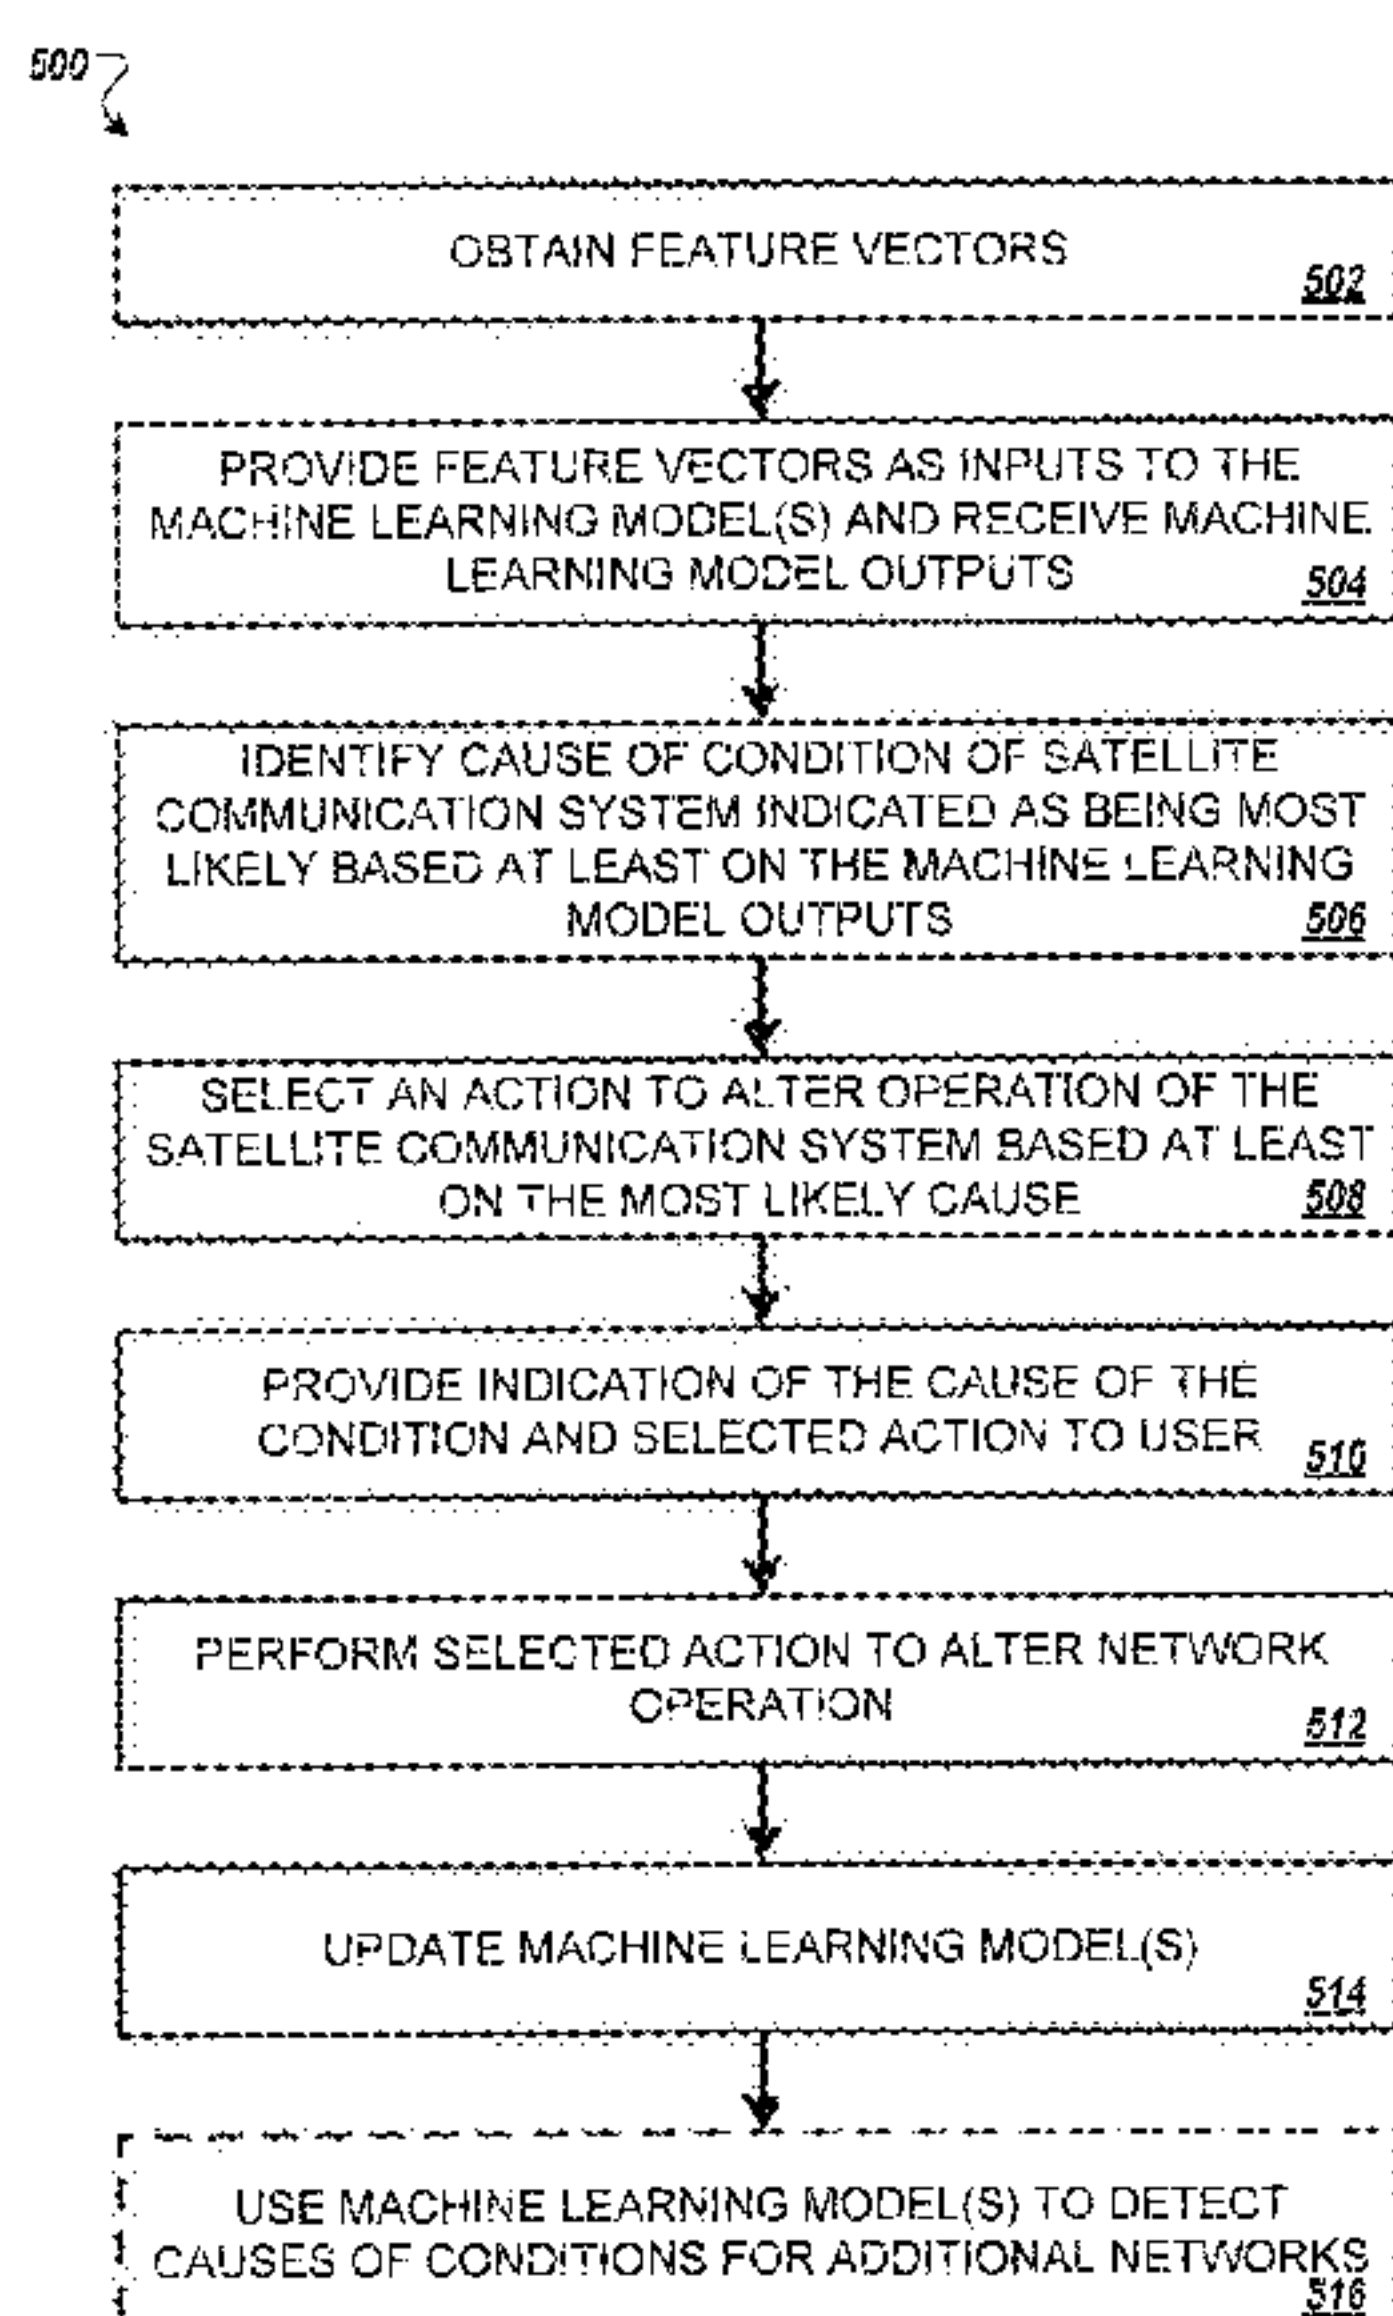 500
OBTAIN FEATURE VECTORS
502
PROVIDE FEATURE VECTORS AS INPUTS TO THE
MACHINE LEARNING MODEL(S) AND RECEIVE MACHINE
LEARNING MODEL OUTPUTS
504
IDENTIFY CAUSE OF CONDITION OF SATELLITE
COMMUNICATION SYSTEM INDICATED AS BEING MOST
LIKELY BASED AT LEAST ON THE MACHINE LEARNING
MODEL OUTPUTS
506
SELECT AN ACTION TO ALTER OPERATION OF THE
SATELLITE COMMUNICATION SYSTEM BASED AT LEAST
ON THE MOST LIKELY CAUSE
508
PROVIDE INDICATION OF THE CAUSE OF THE
CONDITION AND SELECTED ACTION TO USER
510
PERFORM SELECTED ACTION TO ALTER NETWORK
OPERATION
512
UPDATE MACHINE LEARNING MODEL(S)
514
USE MACHINE LEARNING MODEL(S) TO DETECT
CAUSES OF CONDITIONS FOR ADDITIONAL NETWORKS
516